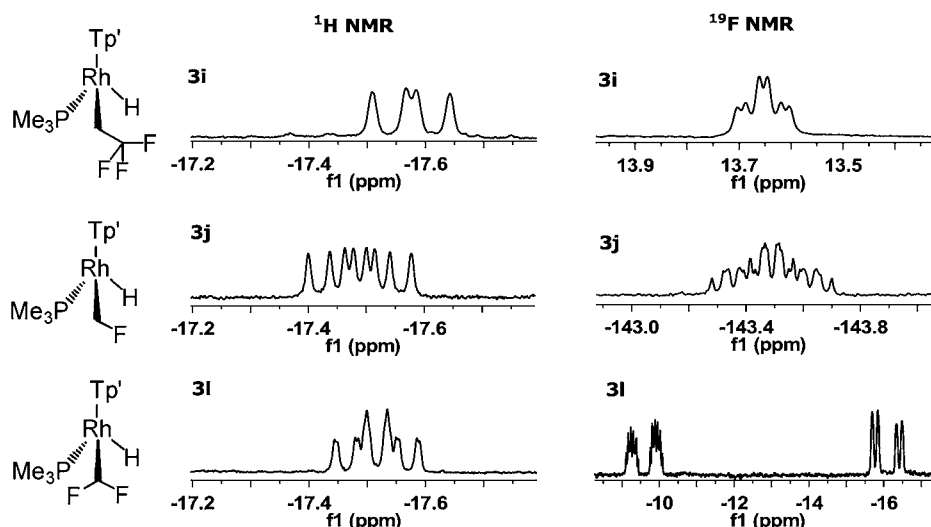 ¹H NMR
¹⁹F NMR
Tp'
Rh
H
Me₃P
F
F
F
3i
-17.2 -17.4 -17.6
f1 (ppm)
3i
13.9 13.7 13.5
f1 (ppm)
Tp'
Rh
H
Me₃P
F
3j
-17.2 -17.4 -17.6
f1 (ppm)
3j
-143.0 -143.4 -143.8
f1 (ppm)
Tp'
Rh
H
Me₃P
F
F
3l
-17.2 -17.4 -17.6
f1 (ppm)
3l
-10 -12 -14 -16
f1 (ppm)